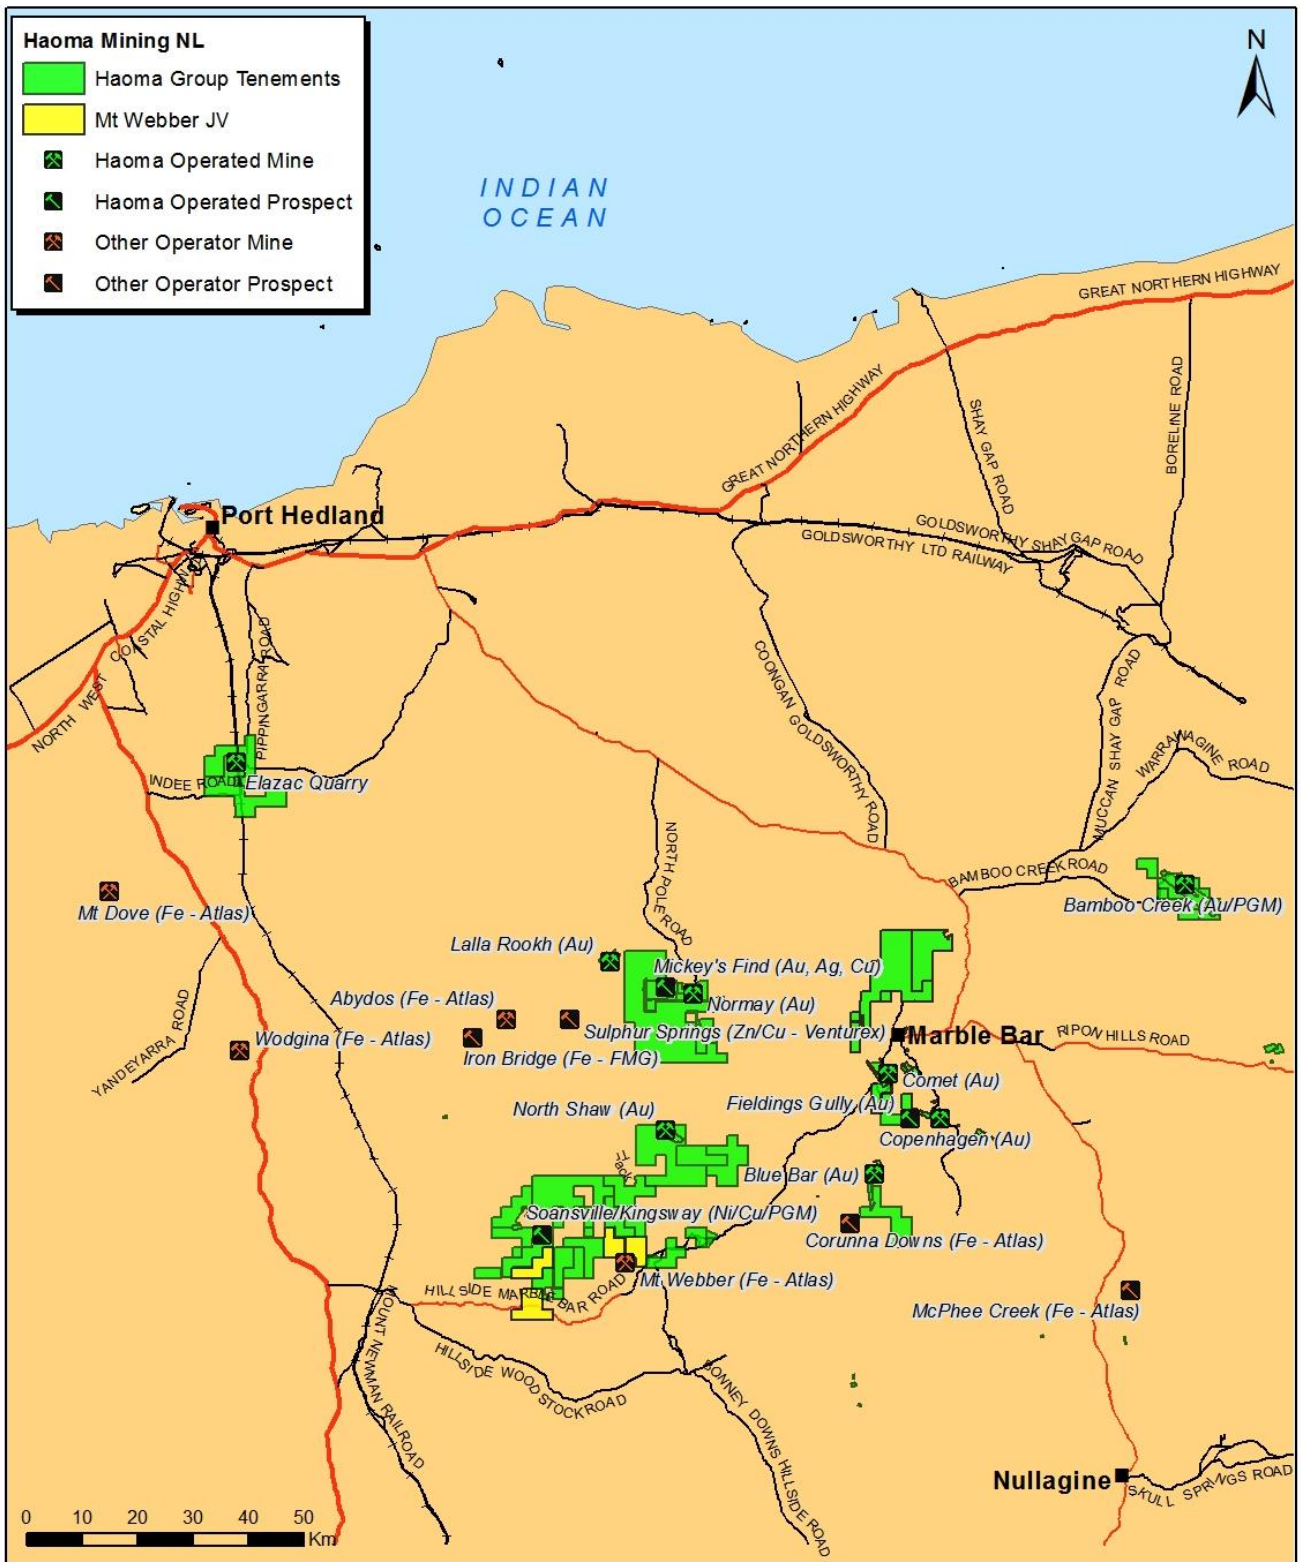 Haoma Mining NL
Haoma Group Tenements
Mt Webber JV
Haoma Operated Mine
Haoma Operated Prospect
Other Operator Mine
Other Operator Prospect
N
INDIAN
OCEAN
GREAT NORTHERN HIGHWAY
GREAT NORTHERN HIGHWAY
SHAY GAP ROAD
BORELINE ROAD
Port Hedland
GOLDSWORTHY SHAY GAP ROAD
GOLDSWORTHY LTD RAILWAY
NORTH WEST COASTAL HIGHWAY
PIPPINGARRA ROAD
COONGAN GOLDSWORTHY ROAD
MUCCAN SHAY GAP ROAD
WARRAWAGINE ROAD
INDEE ROAD
Elazac Quarry
NORTH POLE ROAD
BAMBOO CREEK ROAD
Bamboo Creek (Au/PGM)
Mt Dove (Fe - Atlas)
Lalla Rookh (Au)
Mickey's Find (Au, Ag, Cu)
Abydos (Fe - Atlas)
Normay (Au)
YANDEYARRA ROAD
Wodgina (Fe - Atlas)
Sulphur Springs (Zn/Cu - Venturex)
Marble Bar
RIPON HILLS ROAD
Iron Bridge (Fe - FMG)
Comet (Au)
North Shaw (Au)
Fieldings Gully (Au)
Copenhagen (Au)
Blue Bar (Au)
Soansville/Kingsway (Ni/Cu/PGM)
Corunna Downs (Fe - Atlas)
Mt Webber (Fe - Atlas)
HILLSIDE MARBLE BAR ROAD
McPhee Creek (Fe - Atlas)
MOUNT NEWMAN RAILROAD
HILLSIDE WOODSTOCK ROAD
BONNEY DOWNS HILLSIDE ROAD
Nullagine
SKULL SPRINGS ROAD
0 10 20 30 40 50
Km